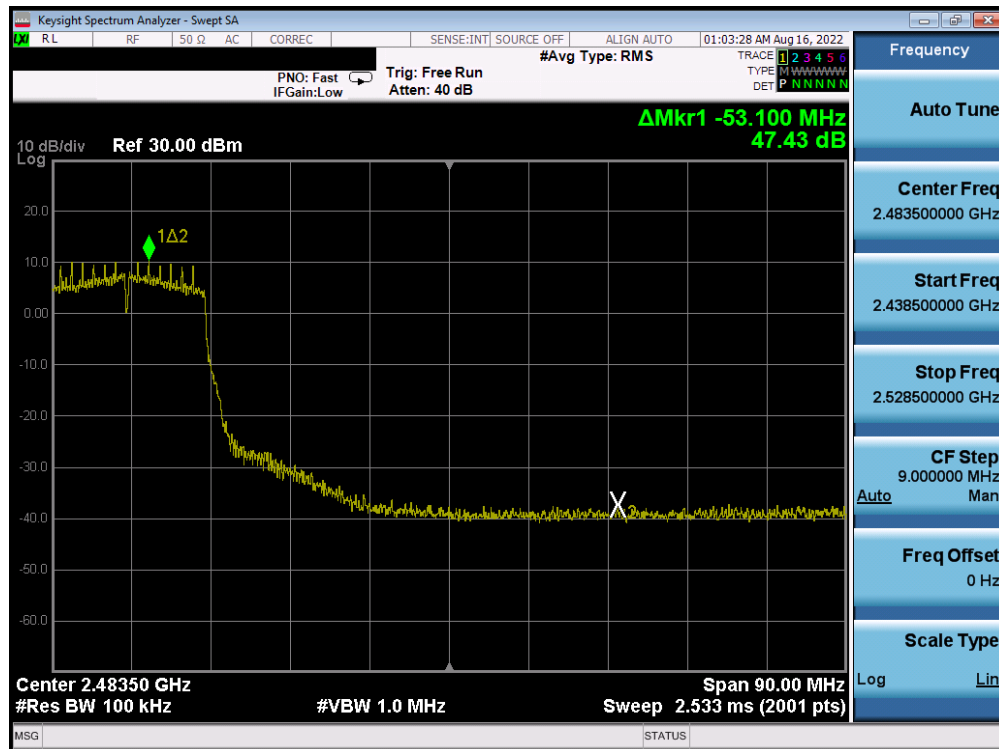 Keysight Spectrum Analyzer - Swept SA
LXI RL RF 50 Ω AC CORREC SENSE:INT SOURCE OFF ALIGN AUTO 01:03:28 AM Aug 16, 2022
#Avg Type: RMS
TRACE 1 2 3 4 5 6
PNO: Fast Trig: Free Run
TYPE M WWWWW
IFGain:Low Atten: 40 dB
DET P N N N N N
ΔMkr1 -53.100 MHz
47.43 dB
10 dB/div Ref 30.00 dBm
Log
20.0
1Δ2
10.0
0.00
-10.0
-20.0
-30.0
-40.0
2
-50.0
-60.0
Center 2.48350 GHz Span 90.00 MHz
#Res BW 100 kHz #VBW 1.0 MHz Sweep 2.533 ms (2001 pts)
MSG STATUS
Frequency
Auto Tune
Center Freq
2.483500000 GHz
Start Freq
2.438500000 GHz
Stop Freq
2.528500000 GHz
CF Step
9.000000 MHz
Auto Man
Freq Offset
0 Hz
Scale Type
Log Lin